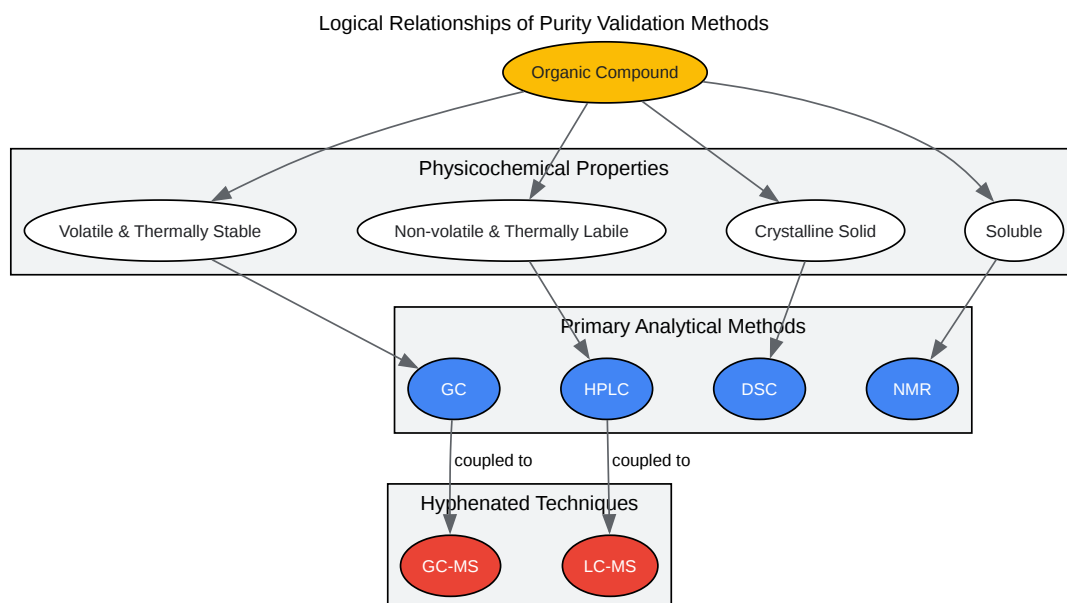 Logical Relationships of Purity Validation Methods
Organic Compound
Physicochemical Properties
Volatile & Thermally Stable
Non-volatile & Thermally Labile
Crystalline Solid
Soluble
Primary Analytical Methods
GC
HPLC
DSC
NMR
coupled to
coupled to
Hyphenated Techniques
GC-MS
LC-MS